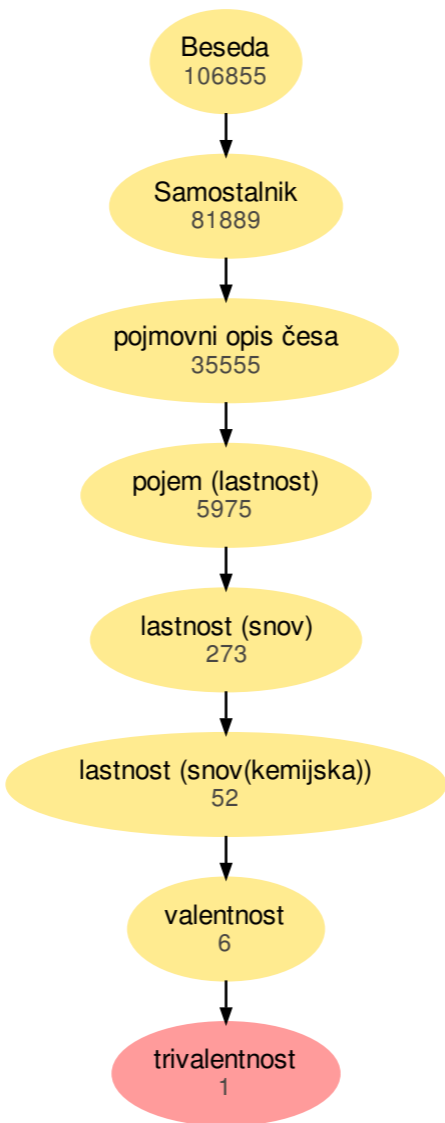 Beseda
106855
Samostalnik
81889
pojmovni opis česa
35555
pojem (lastnost)
5975
lastnost (snov)
273
lastnost (snov(kemijska))
52
valentnost
6
trivalentnost
1